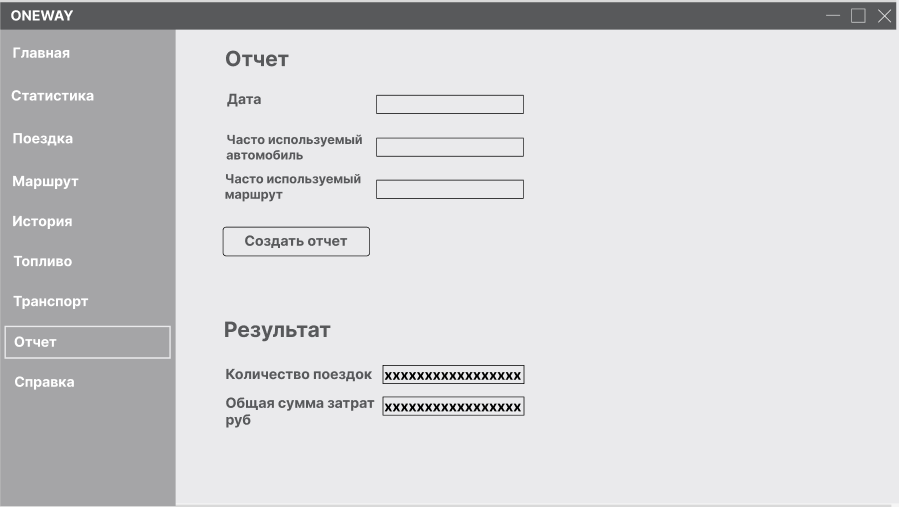 ONEWAY
Главная
Статистика
Поездка
Маршрут
История
Топливо
Транспорт
Отчет
Справка
Отчет
Дата
Часто используемый
автомобиль
Часто используемый
маршрут
Создать отчет
Результат
Количество поездок xxxxxxxxxxxxxxxxx
Общая сумма затрат xxxxxxxxxxxxxxxxx
руб